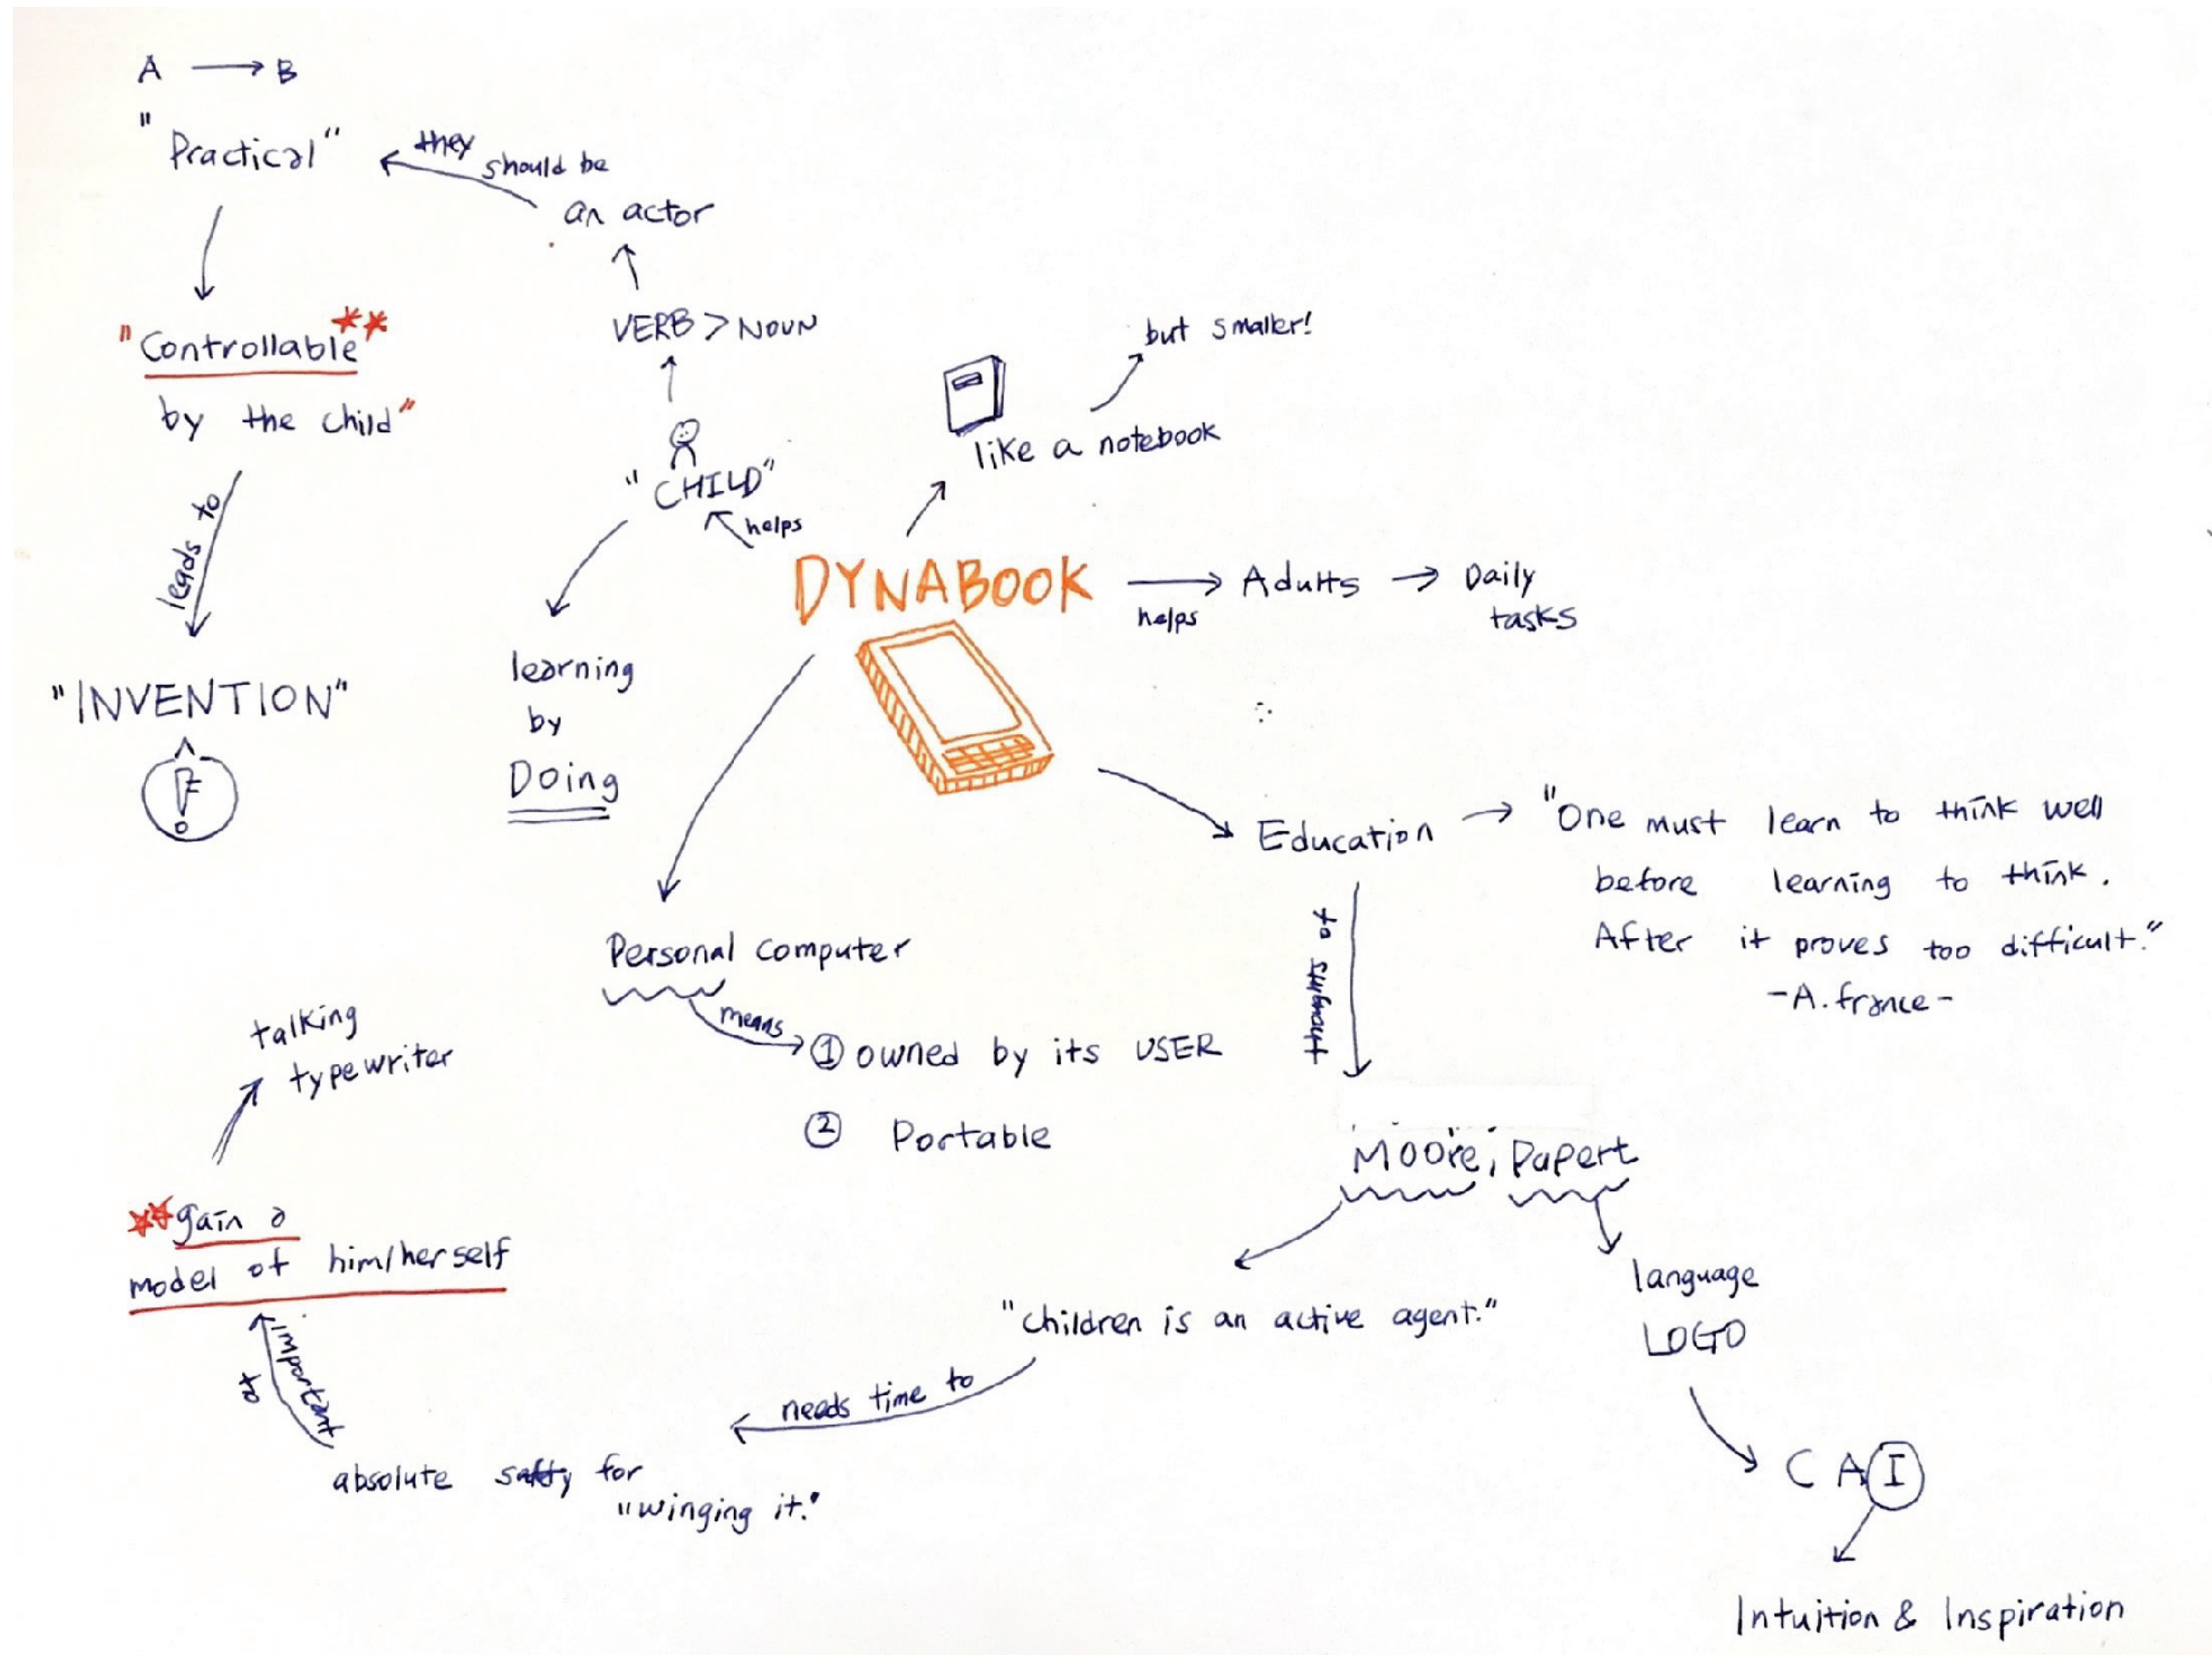 A → B
"Practical"
they should be
an actor
"Controllable**
by the child"
leads to
"INVENTION"
VERB > NOUN
"CHILD"
helps
learning
by
Doing
but smaller!
like a notebook
DYNABOOK
helps
Adults → Daily
tasks
Education → "One must learn to think well
before learning to think.
After it proves too difficult."
-A. france-
thoughts to
Personal computer
means
① owned by its USER
② Portable
Moore, Papert
language
LOGO
CAI
Intuition & Inspiration
"children is an active agent."
needs time to
absolute safty for
"winging it."
important to
**gain a
model of him/herself
talking
typewriter